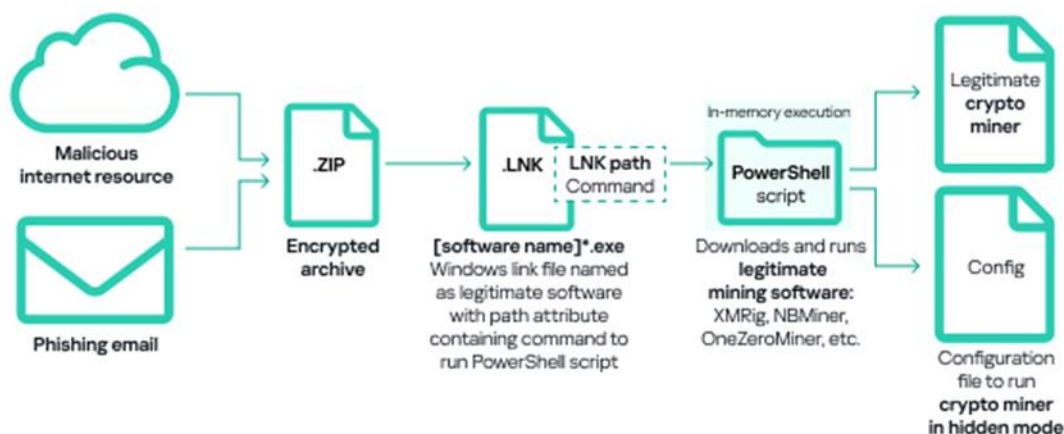 Malicious
internet resource
Phishing email
.ZIP
Encrypted
archive
.LNK
LNK path
Command
[software name]*.exe
Windows link file named
as legitimate software
with path attribute
containing command to
run PowerShell script
In-memory execution
PowerShell
script
Downloads and runs
legitimate
mining software:
XMRig, NBMiner,
OneZeroMiner, etc.
Legitimate
crypto
miner
Config
Configuration
file to run
crypto miner
in hidden mode